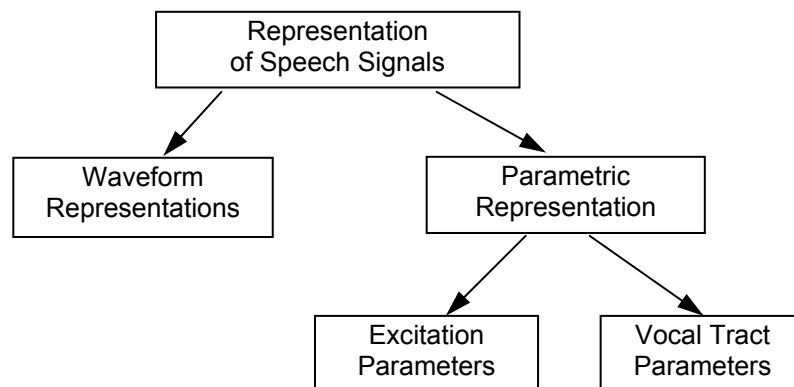 Representation
of Speech Signals
Waveform
Representations
Parametric
Representation
Excitation
Parameters
Vocal Tract
Parameters